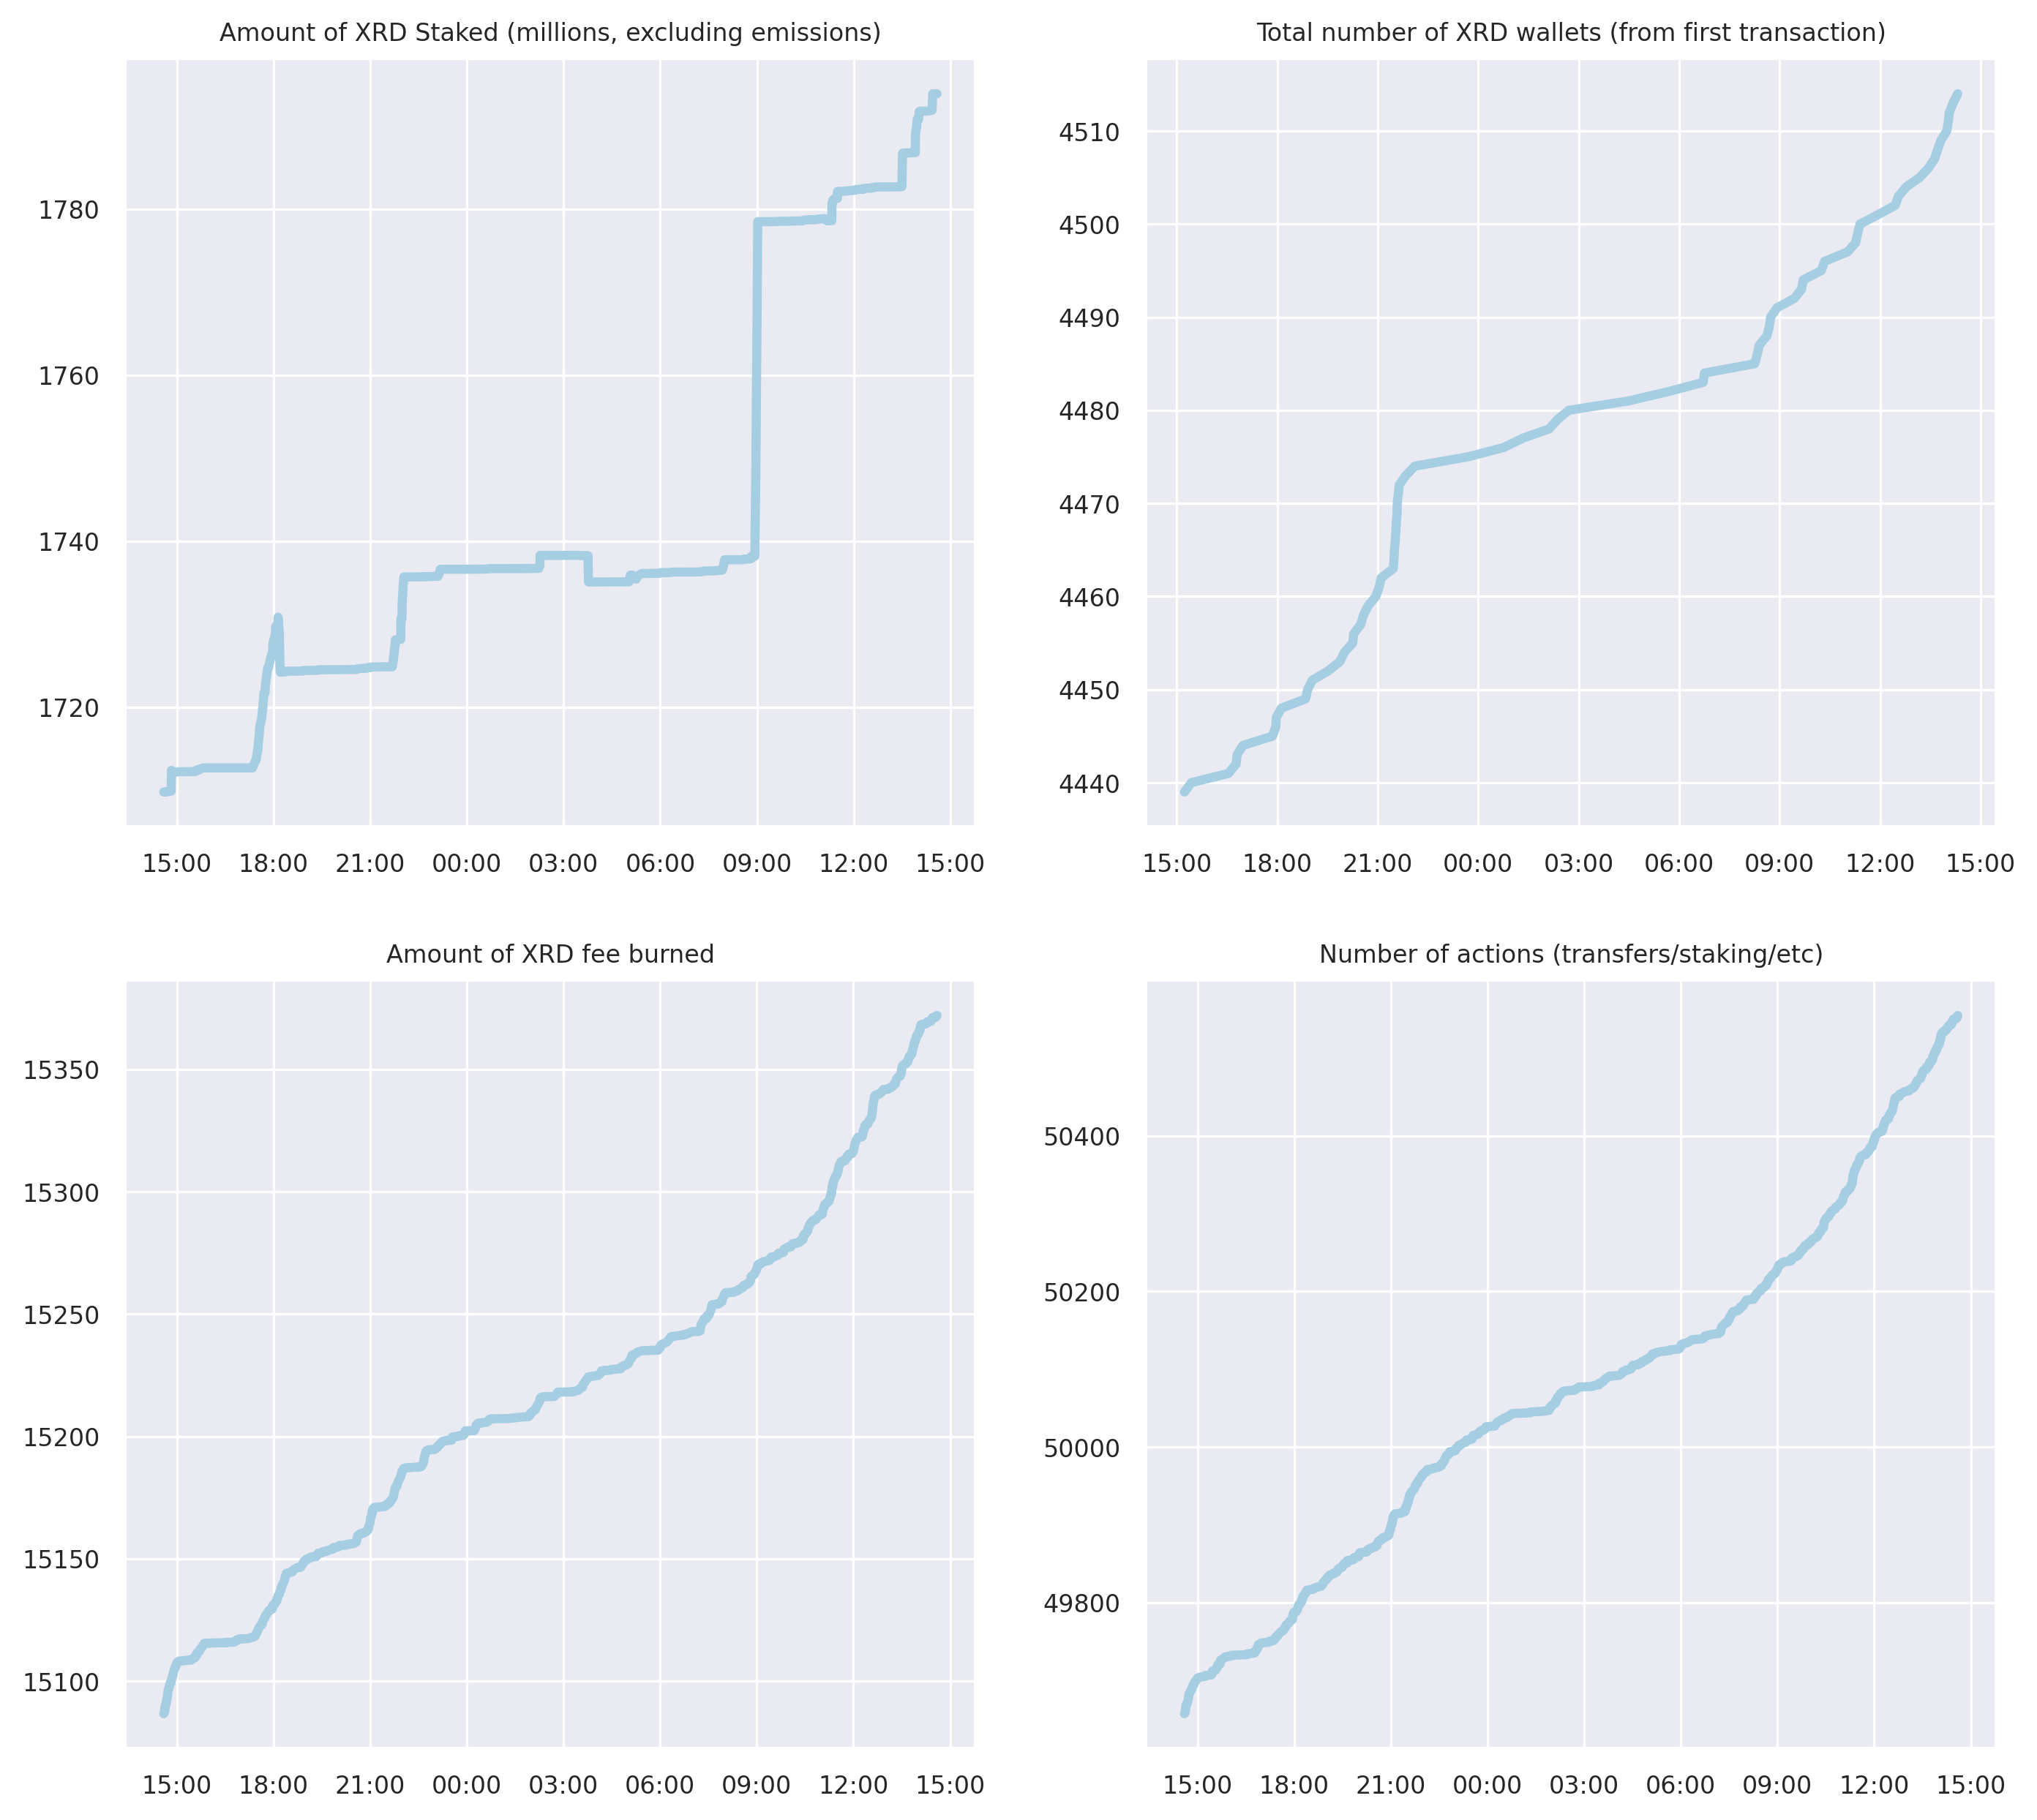 Amount of XRD Staked (millions, excluding emissions)
1780
1760
1740
1720
15:00 18:00 21:00 00:00 03:00 06:00 09:00 12:00 15:00
Total number of XRD wallets (from first transaction)
4510
4500
4490
4480
4470
4460
4450
4440
15:00 18:00 21:00 00:00 03:00 06:00 09:00 12:00 15:00
Amount of XRD fee burned
15350
15300
15250
15200
15150
15100
15:00 18:00 21:00 00:00 03:00 06:00 09:00 12:00 15:00
Number of actions (transfers/staking/etc)
50400
50200
50000
49800
15:00 18:00 21:00 00:00 03:00 06:00 09:00 12:00 15:00